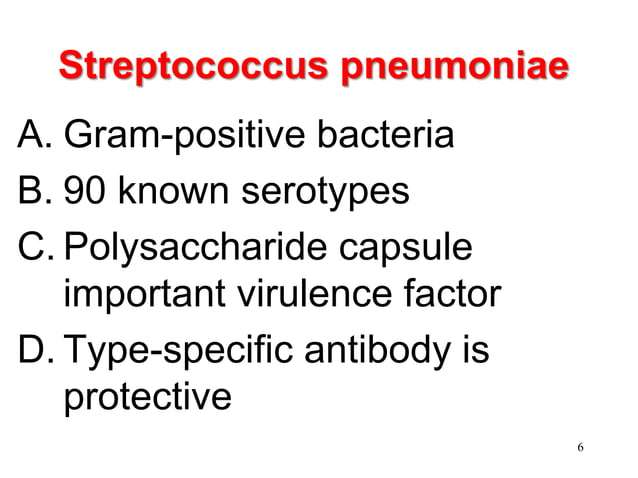 Streptococcus pneumoniae
A. Gram-positive bacteria
B. 90 known serotypes
C. Polysaccharide capsule
important virulence factor
D. Type-specific antibody is
protective
6